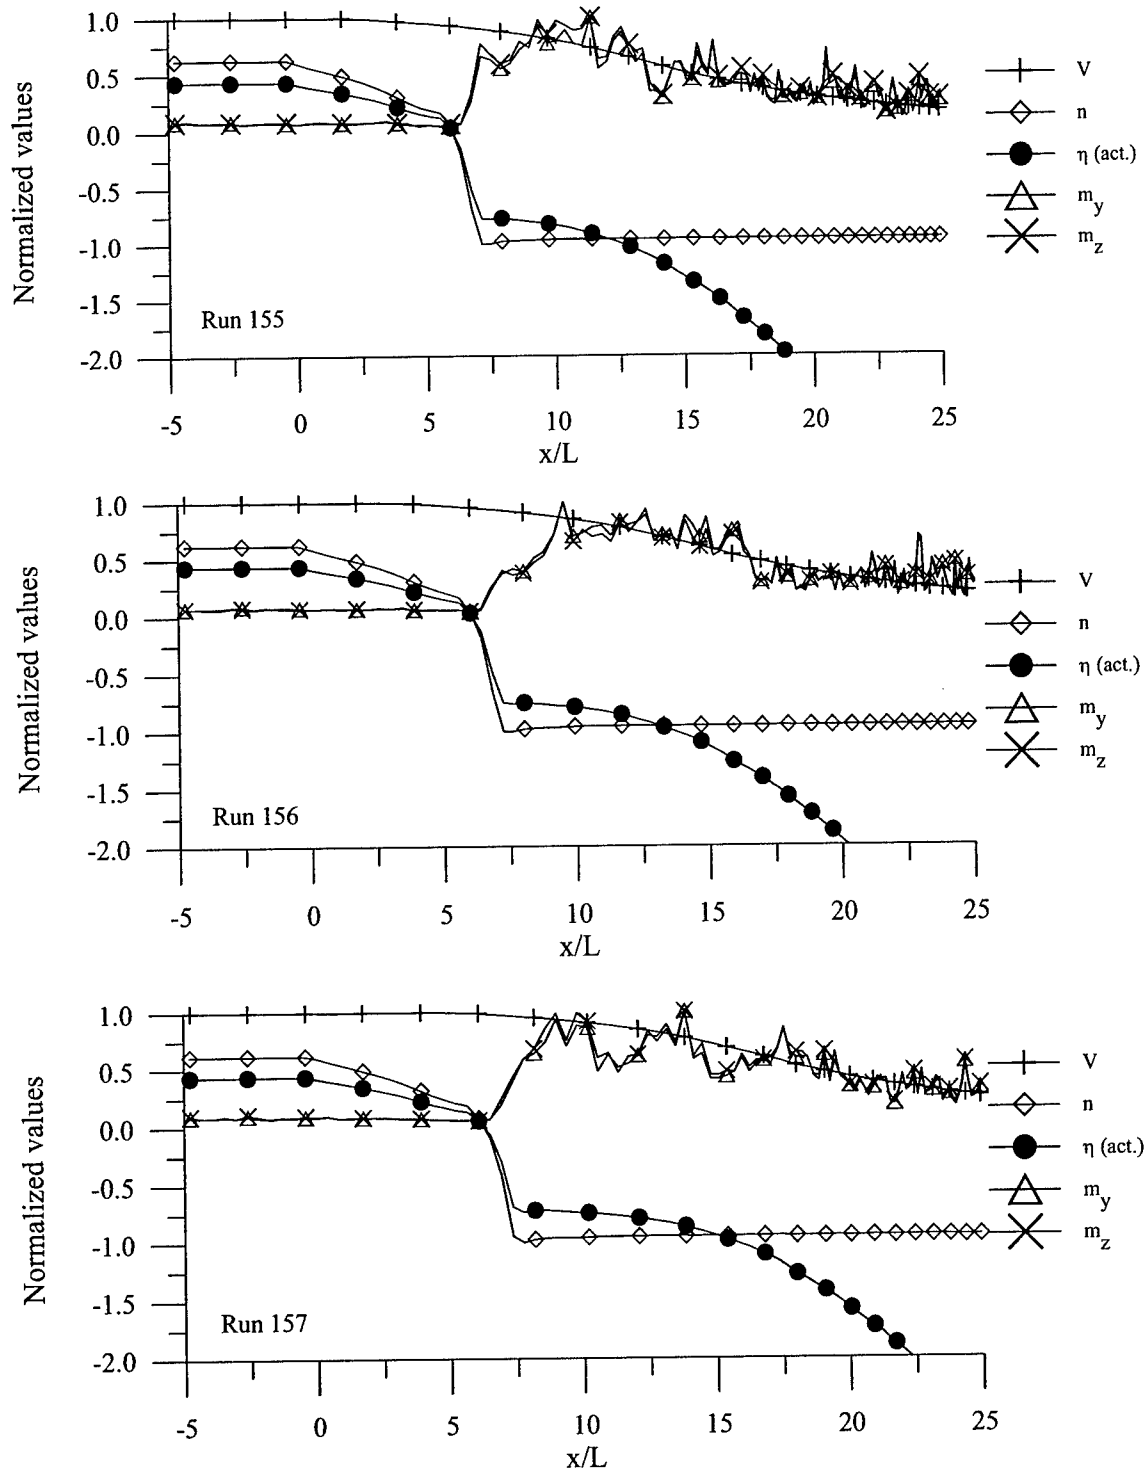 1.0
0.5
0.0
-0.5
-1.0
-1.5
-2.0
Normalized values
Run 155
-5 0 5 10 15 20 25
x/L
V
n
η (act.)
m_y
m_z
1.0
0.5
0.0
-0.5
-1.0
-1.5
-2.0
Normalized values
Run 156
-5 0 5 10 15 20 25
x/L
V
n
η (act.)
m_y
m_z
1.0
0.5
0.0
-0.5
-1.0
-1.5
-2.0
Normalized values
Run 157
-5 0 5 10 15 20 25
x/L
V
n
η (act.)
m_y
m_z